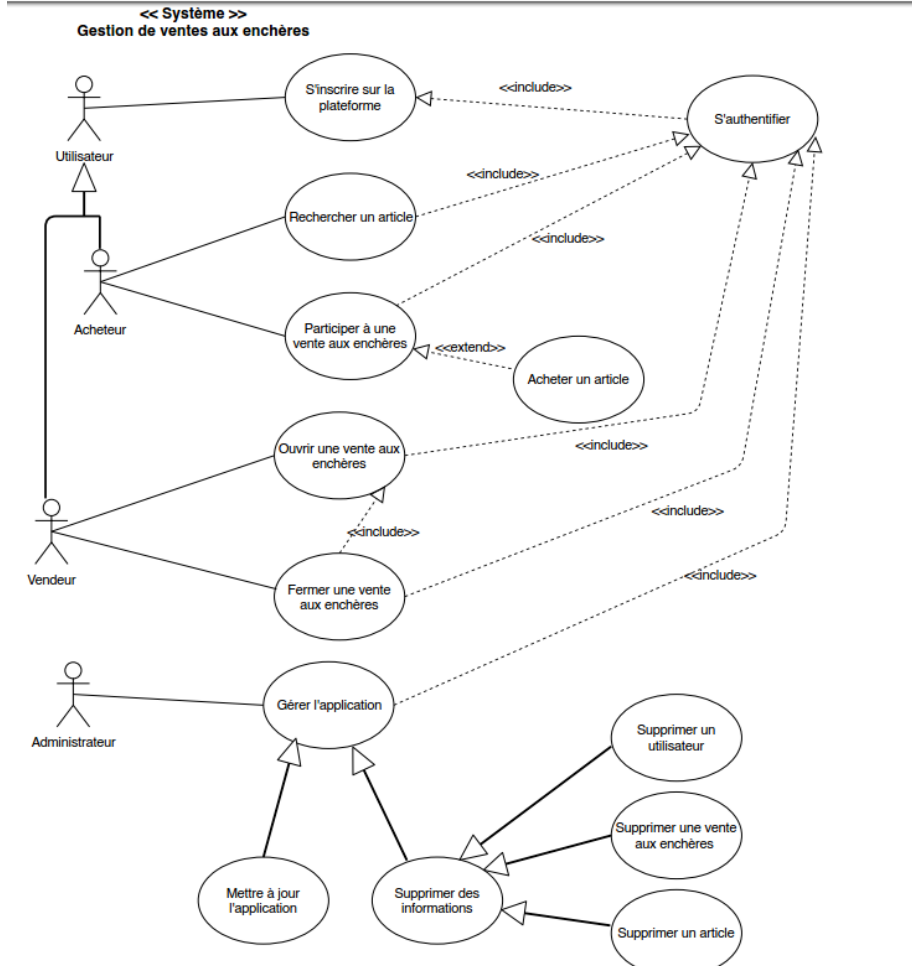 << Système >>
Gestion de ventes aux enchères
S'inscrire sur la
plateforme
<<include>>
S'authentifier
Utilisateur
<<include>>
Rechercher un article
<<include>>
Acheteur
Participer à une
vente aux enchères
<<extend>>
Acheter un article
Ouvrir une vente aux
enchères
<<include>>
<<include>>
<<include>>
Vendeur
Fermer une vente
aux enchères
<<include>>
Gérer l'application
Administrateur
Supprimer un
utilisateur
Supprimer une vente
aux enchères
Mettre à jour
l'application
Supprimer des
informations
Supprimer un article